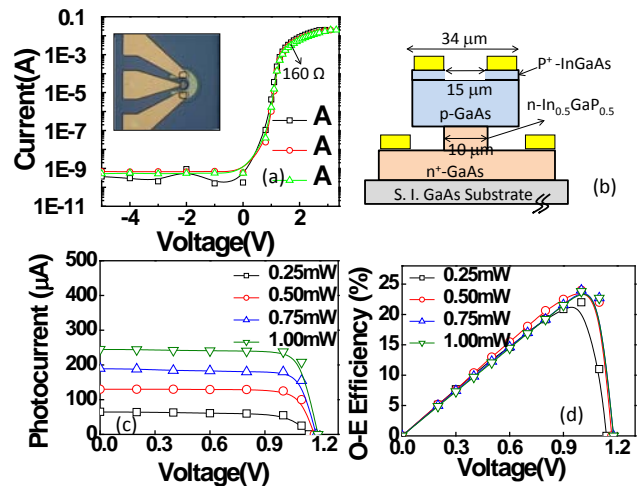 Current(A)
0.1
1E-3
1E-5
1E-7
1E-9
1E-11
160 Ω
A
A
A
(a)
-4 -2 0 2
Voltage(V)
34 µm
P⁺-InGaAs
15 µm
p-GaAs
n-In₀.₅GaP₀.₅
10 µm
n⁺-GaAs
S. I. GaAs Substrate
(b)
Photocurrent (µA)
500
400
300
200
100
0
0.25mW
0.50mW
0.75mW
1.00mW
(c)
0.0 0.3 0.6 0.9 1.2
Voltage(V)
O-E Efficiency (%)
25
20
15
10
5
0
0.25mW
0.50mW
0.75mW
1.00mW
(d)
0.0 0.3 0.6 0.9 1.2
Voltage(V)